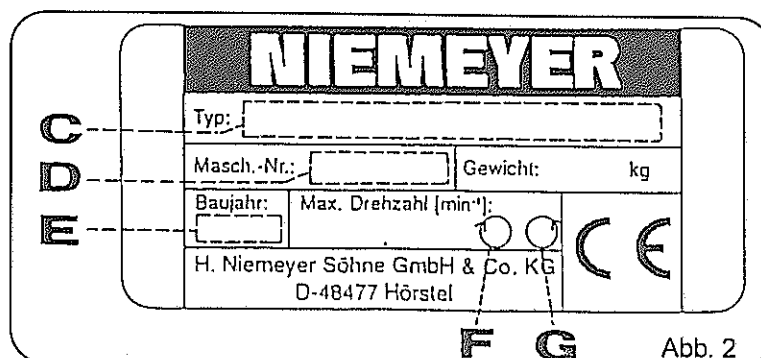 NIEMEYER
C
Typ:
D
Masch.-Nr.: Gewicht: kg
E
Baujahr: Max. Drehzahl [min⁻¹]:
H. Niemeyer Söhne GmbH & Co. KG
D-48477 Hörstel
CE
F G
Abb. 2